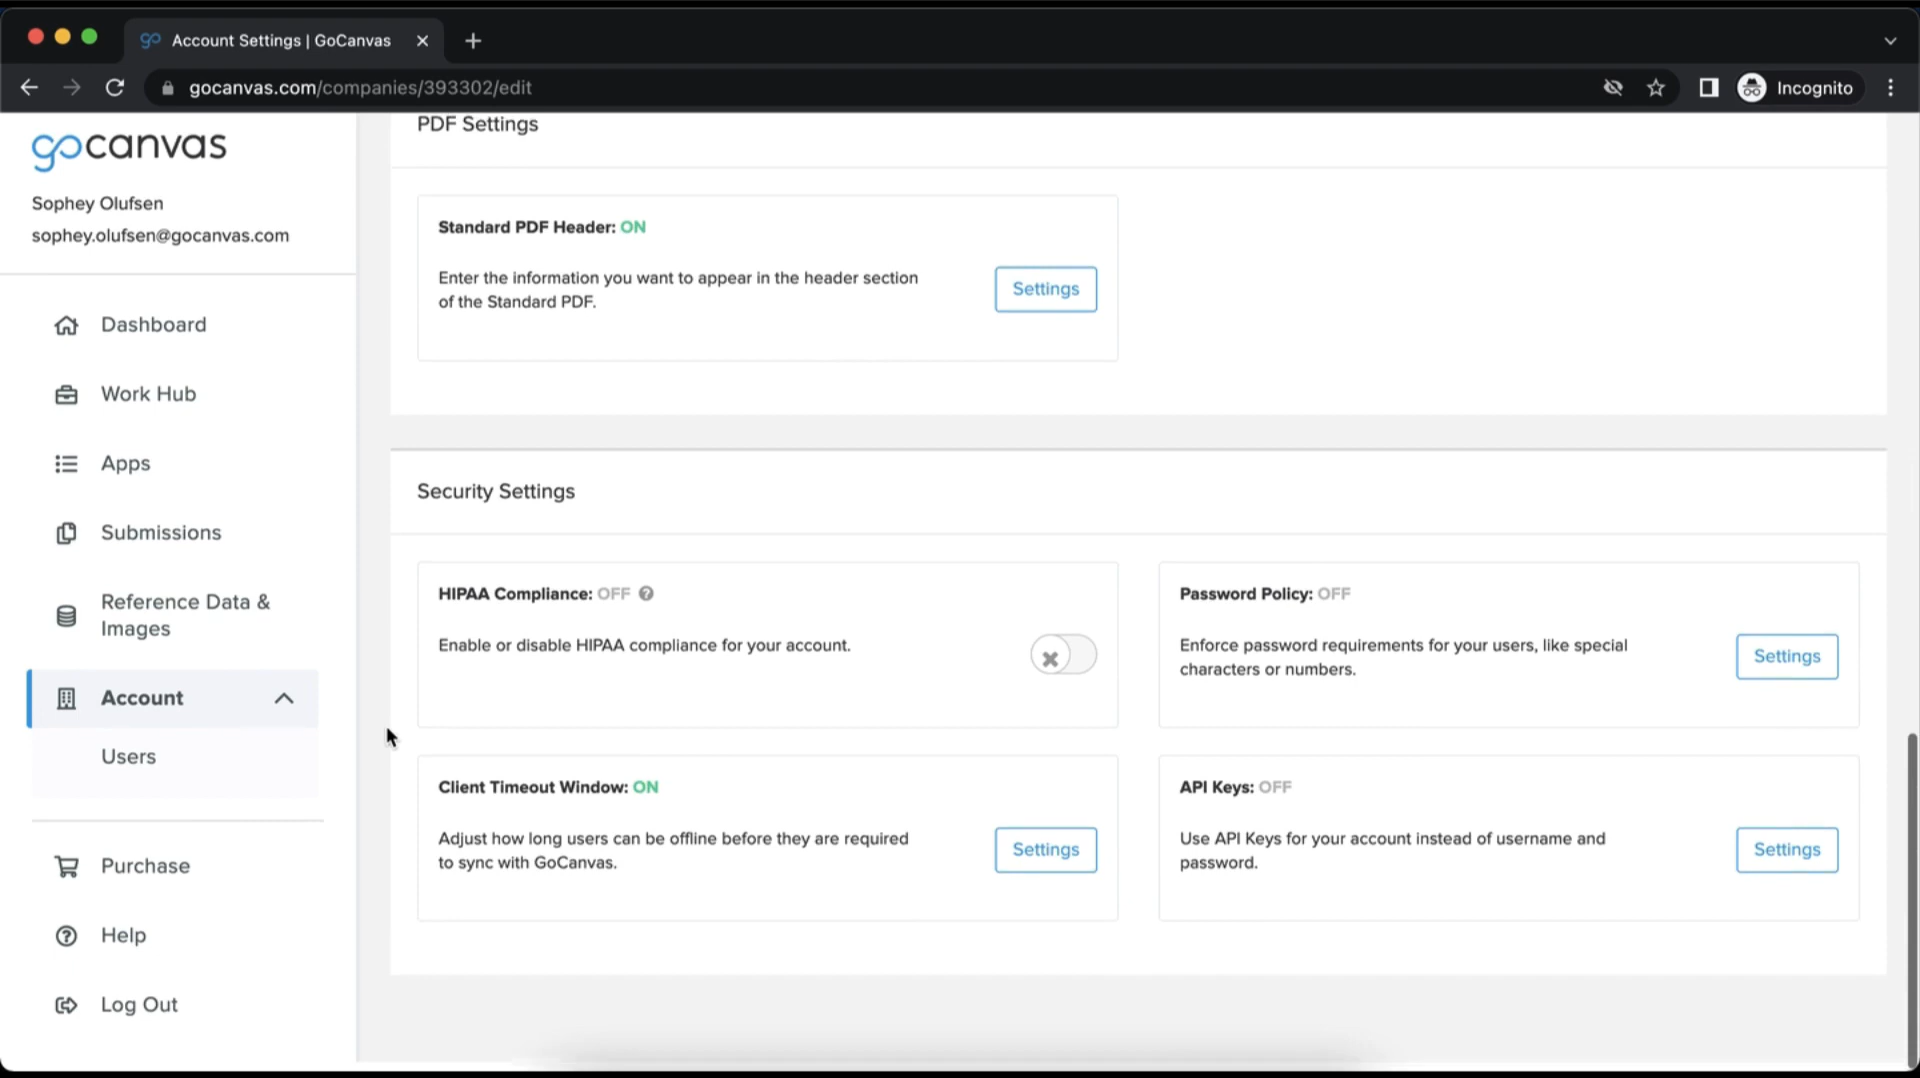 Account Settings | GoCanvas
gocanvas.com/companies/393302/edit
Incognito
gocanvas
Sophey Olufsen
sophey.olufsen@gocanvas.com
Dashboard
Work Hub
Apps
Submissions
Reference Data &
Images
Account
Users
Purchase
Help
Log Out
PDF Settings
Standard PDF Header: ON
Enter the information you want to appear in the header section
of the Standard PDF.
Settings
Security Settings
HIPAA Compliance: OFF
Enable or disable HIPAA compliance for your account.
Password Policy: OFF
Enforce password requirements for your users, like special
characters or numbers.
Settings
Client Timeout Window: ON
Adjust how long users can be offline before they are required
to sync with GoCanvas.
Settings
API Keys: OFF
Use API Keys for your account instead of username and
password.
Settings